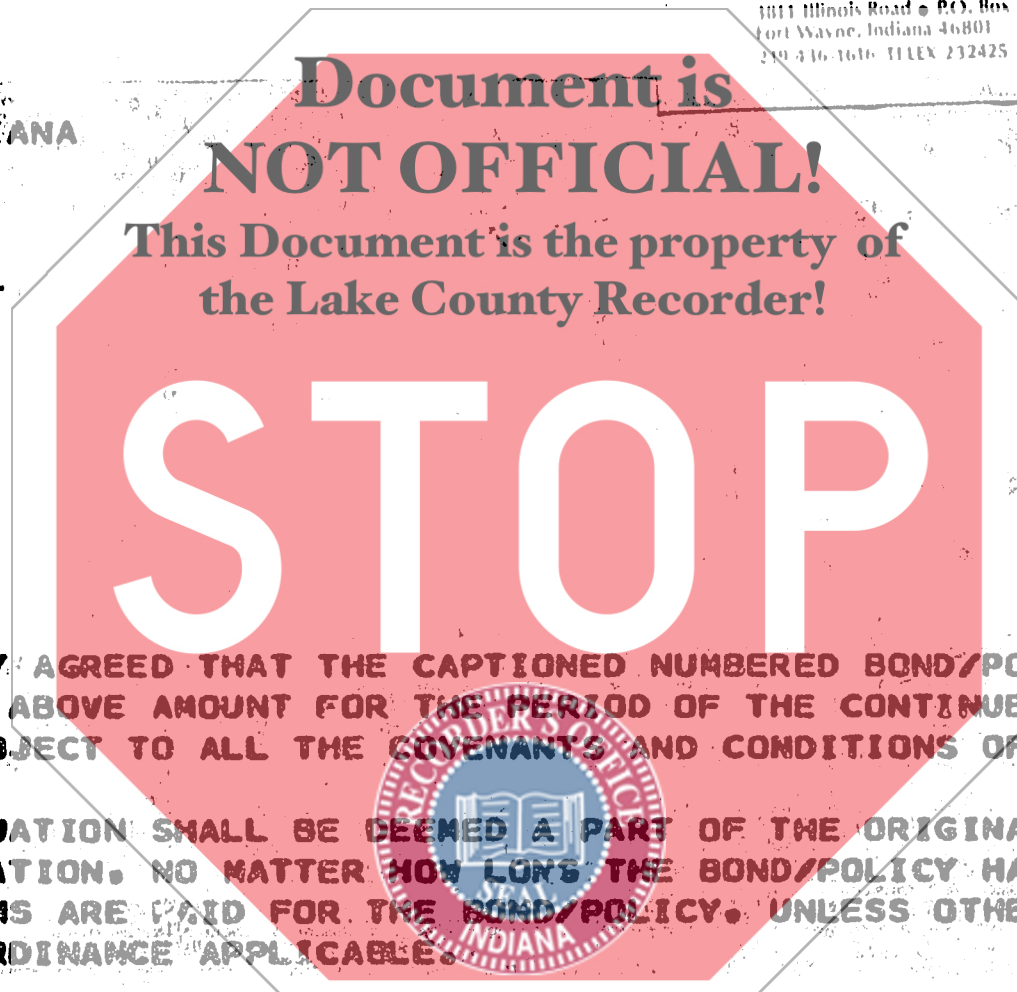 1811 Illinois Road • P.O. Box
Fort Wayne, Indiana 46801
219-436-1616 TELEX 232425
Document is
ANA
NOT OFFICIAL!
This Document is the property of
the Lake County Recorder!
STOP
AGREED THAT THE CAPTIONED NUMBERED BOND/PO
ABOVE AMOUNT FOR THE PERIOD OF THE CONTINUE
JECT TO ALL THE COVENANTS AND CONDITIONS OF
ATION SHALL BE DEEMED A PART OF THE ORIGINA
TION. NO MATTER HOW LONG THE BOND/POLICY HA
S ARE PAID FOR THE BOND/POLICY. UNLESS OTHE
RDINANCE APPLICABLE.
RECORDER'S OFFICE
SEAL
INDIANA